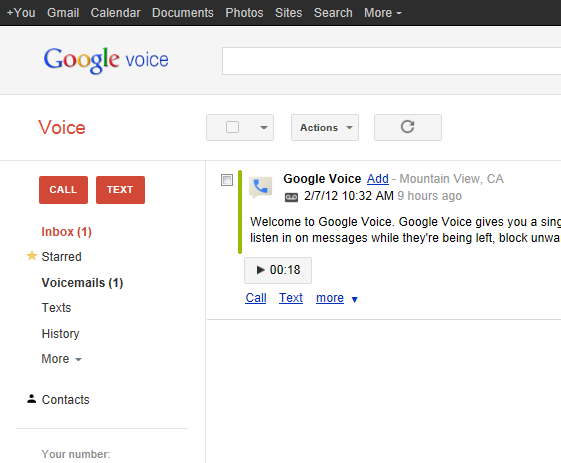 +You Gmail Calendar Documents Photos Sites Search More
Google voice
Voice
Actions
CALL TEXT
Inbox (1)
Starred
Voicemails (1)
Texts
History
More
Contacts
Your number:
Google Voice Add - Mountain View, CA
2/7/12 10:32 AM 9 hours ago
Welcome to Google Voice. Google Voice gives you a sing
listen in on messages while they're being left, block unwa
00:18
Call Text more